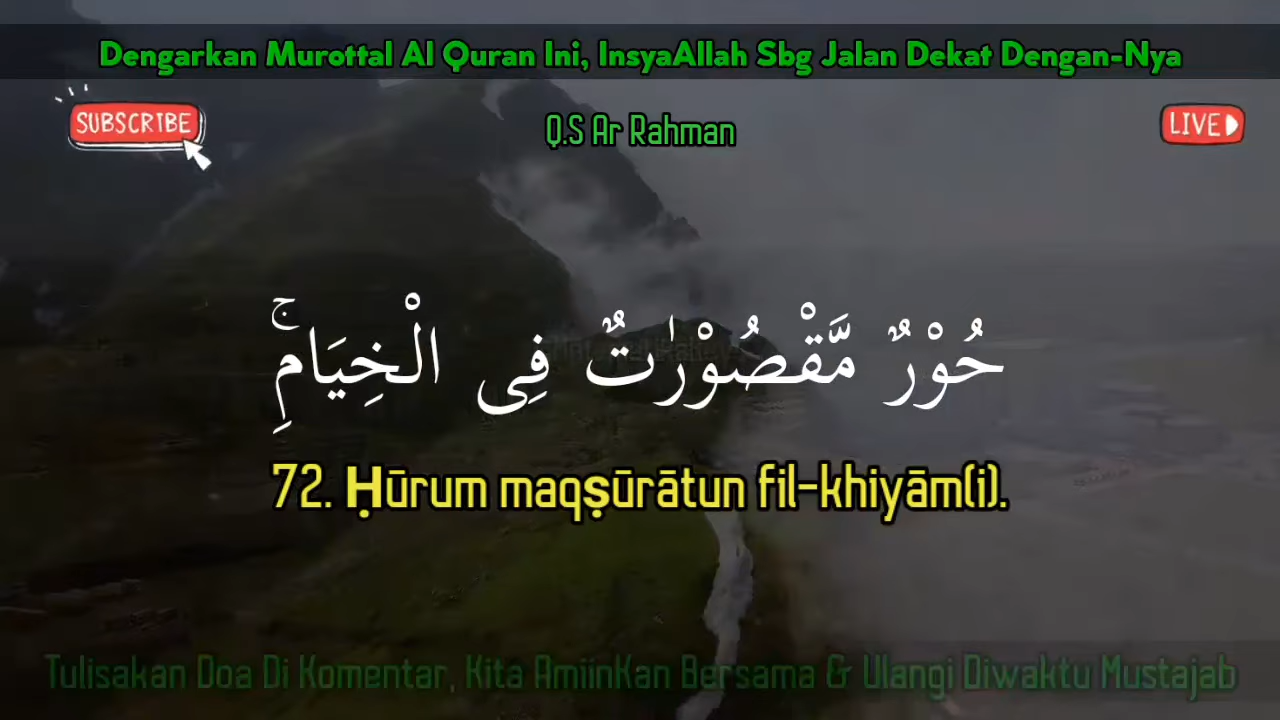 Dengarkan Murottal Al Quran Ini, InsyaAllah Sbg Jalan Dekat Dengan-Nya
SUBSCRIBE
Q.S Ar Rahman
LIVE
حُوْرٌ مَّقْصُوْرٰتٌ فِى الْخِيَامِۚ
72. Ḥūrum maqṣūrātun fil-khiyām(i).
Tulisakan Doa Di Komentar, Kita AmiinKan Bersama & Ulangi Diwaktu Mustajab